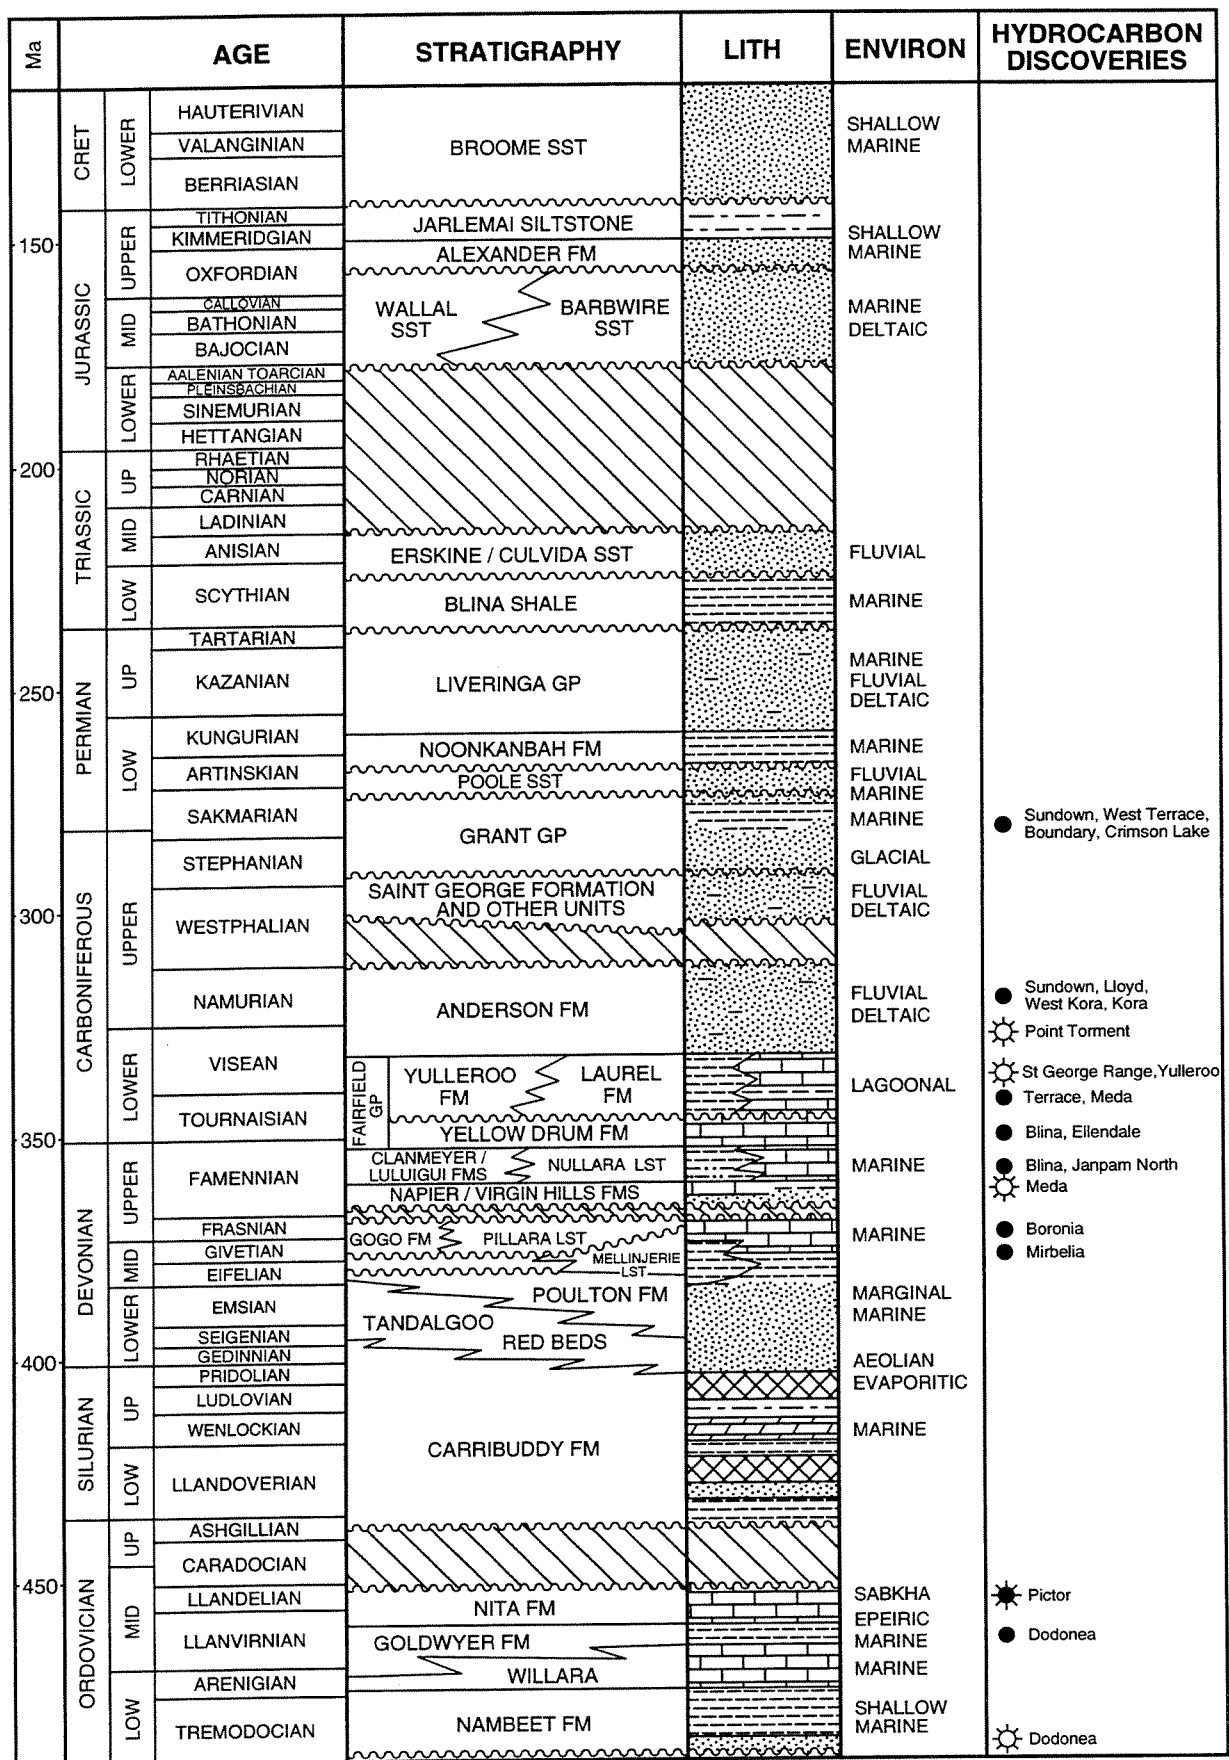 Ma
AGE
STRATIGRAPHY
LITH
ENVIRON
HYDROCARBON
DISCOVERIES
150
200
250
300
350
400
450
CRET
JURASSIC
TRIASSIC
PERMIAN
CARBONIFEROUS
DEVONIAN
SILURIAN
ORDOVICIAN
LOWER
UPPER
MID
LOWER
UP
MID
LOW
UP
LOW
UPPER
LOWER
UPPER
MID
LOWER
UP
LOW
UP
MID
LOW
HAUTERIVIAN
VALANGINIAN
BERRIASIAN
TITHONIAN
KIMMERIDGIAN
OXFORDIAN
CALLOVIAN
BATHONIAN
BAJOCIAN
AALENIAN TOARCIAN
PLEINSBACHIAN
SINEMURIAN
HETTANGIAN
RHAETIAN
NORIAN
CARNIAN
LADINIAN
ANISIAN
SCYTHIAN
TARTARIAN
KAZANIAN
KUNGURIAN
ARTINSKIAN
SAKMARIAN
STEPHANIAN
WESTPHALIAN
NAMURIAN
VISEAN
TOURNAISIAN
FAMENNIAN
FRASNIAN
GIVETIAN
EIFELIAN
EMSIAN
SEIGENIAN
GEDINNIAN
PRIDOLIAN
LUDLOVIAN
WENLOCKIAN
LLANDOVERIAN
ASHGILLIAN
CARADOCIAN
LLANDELIAN
LLANVIRNIAN
ARENIGIAN
TREMODOCIAN
BROOME SST
JARLEMAI SILTSTONE
ALEXANDER FM
WALLAL
SST
BARBWIRE
SST
ERSKINE / CULVIDA SST
BLINA SHALE
LIVERINGA GP
NOONKANBAH FM
POOLE SST
GRANT GP
SAINT GEORGE FORMATION
AND OTHER UNITS
ANDERSON FM
FAIRFIELD
GP
YULLEROO
FM
LAUREL
FM
YELLOW DRUM FM
CLANMEYER /
LULUIGUI FMS
NULLARA LST
NAPIER / VIRGIN HILLS FMS
GOGO FM
PILLARA LST
MELLINJERIE
LST
POULTON FM
TANDALGOO
RED BEDS
CARRIBUDDY FM
NITA FM
GOLDWYER FM
WILLARA
NAMBEET FM
SHALLOW
MARINE
SHALLOW
MARINE
MARINE
DELTAIC
FLUVIAL
MARINE
MARINE
FLUVIAL
DELTAIC
MARINE
FLUVIAL
MARINE
MARINE
GLACIAL
FLUVIAL
DELTAIC
FLUVIAL
DELTAIC
LAGOONAL
MARINE
MARINE
MARGINAL
MARINE
AEOLIAN
EVAPORITIC
MARINE
SABKHA
EPEIRIC
MARINE
MARINE
SHALLOW
MARINE
Sundown, West Terrace,
Boundary, Crimson Lake
Sundown, Lloyd,
West Kora, Kora
Point Torment
St George Range,Yulleroo
Terrace, Meda
Blina, Ellendale
Blina, Janpam North
Meda
Boronia
Mirbelia
Pictor
Dodonea
Dodonea